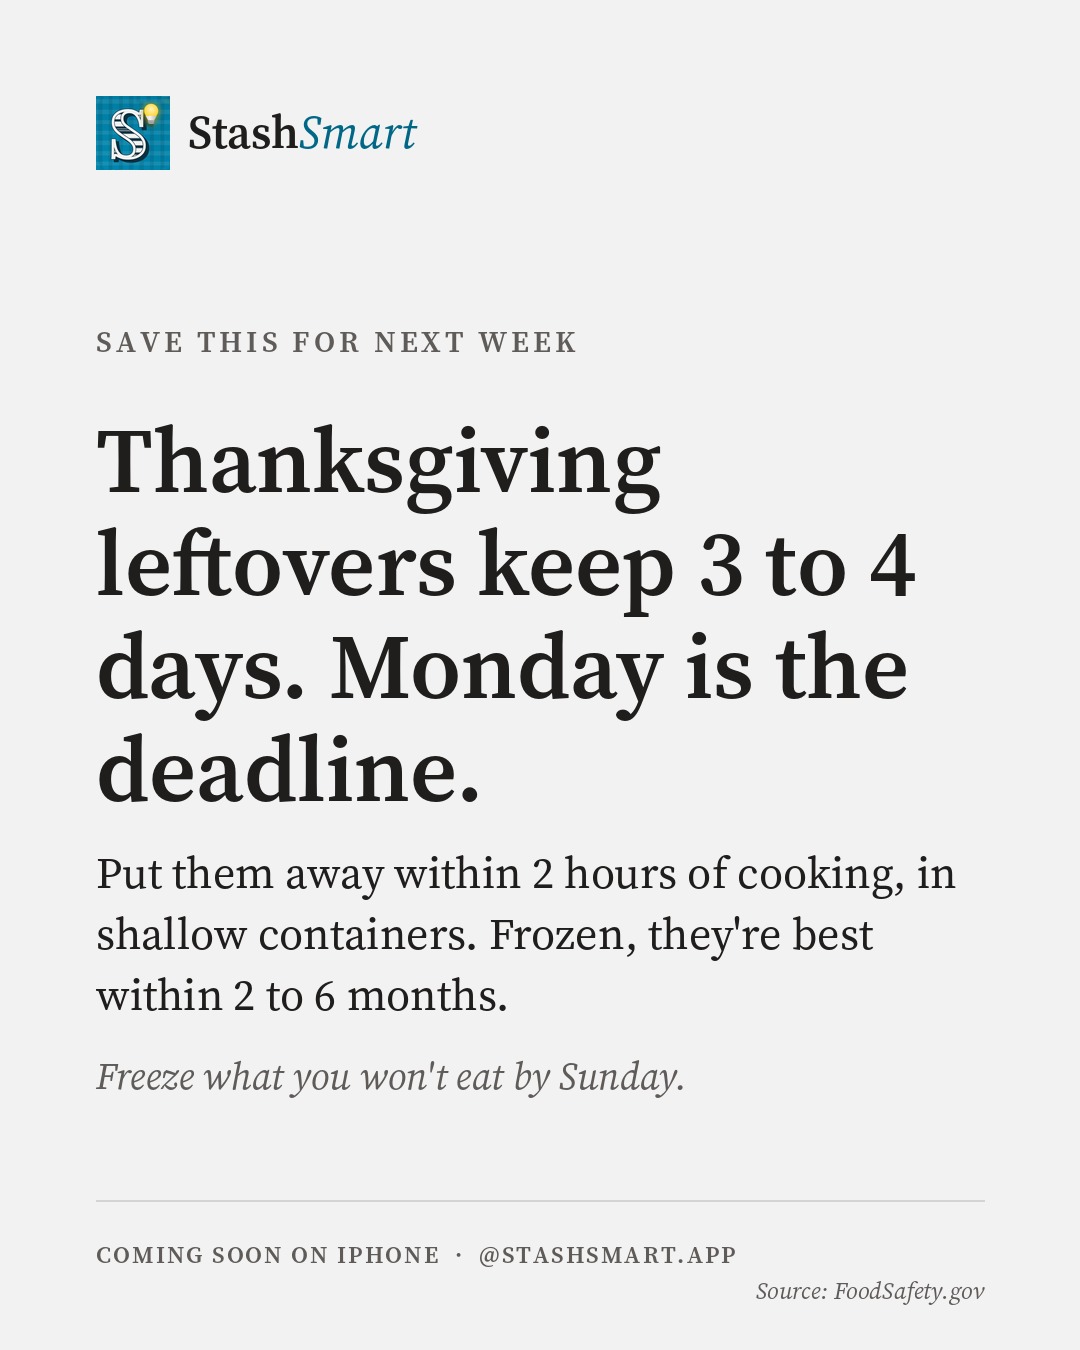 S StashSmart
SAVE THIS FOR NEXT WEEK
Thanksgiving
leftovers keep 3 to 4
days. Monday is the
deadline.
Put them away within 2 hours of cooking, in
shallow containers. Frozen, they're best
within 2 to 6 months.
Freeze what you won't eat by Sunday.
COMING SOON ON IPHONE · @STASHSMART.APP
Source: FoodSafety.gov